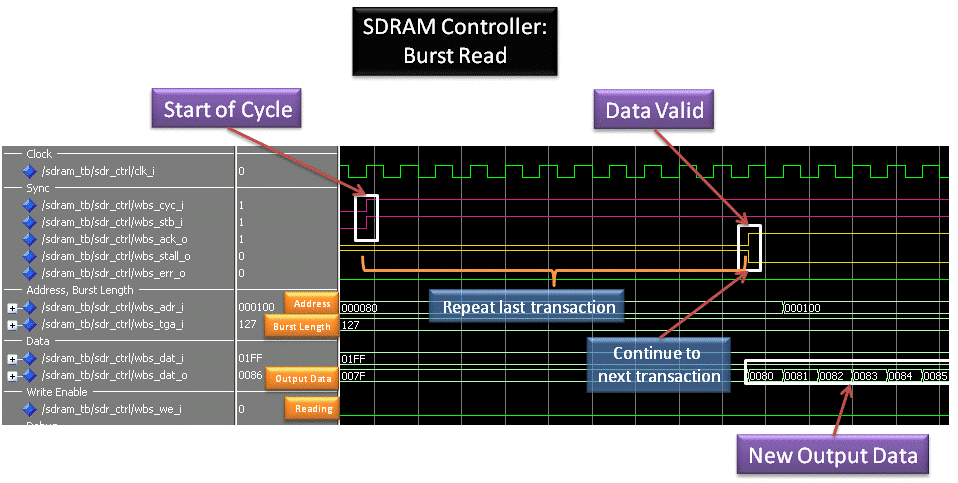 SDRAM Controller:
Burst Read
Start of Cycle
Data Valid
Clock
/sdram_tb/sdr_ctrl/clk_i 0
Sync
/sdram_tb/sdr_ctrl/wbs_cyc_i 1
/sdram_tb/sdr_ctrl/wbs_stb_i 1
/sdram_tb/sdr_ctrl/wbs_ack_o 1
/sdram_tb/sdr_ctrl/wbs_stall_o 0
/sdram_tb/sdr_ctrl/wbs_err_o 0
Address, Burst Length
/sdram_tb/sdr_ctrl/wbs_adr_i 000100 Address 000080 000100
/sdram_tb/sdr_ctrl/wbs_tga_i 127 Burst Length 127
Repeat last transaction
Data
/sdram_tb/sdr_ctrl/wbs_dat_i 01FF 01FF
/sdram_tb/sdr_ctrl/wbs_dat_o 0086 Output Data 007F 0080 0081 0082 0083 0084 0085
Continue to
next transaction
Write Enable
/sdram_tb/sdr_ctrl/wbs_we_i 0 Reading
New Output Data